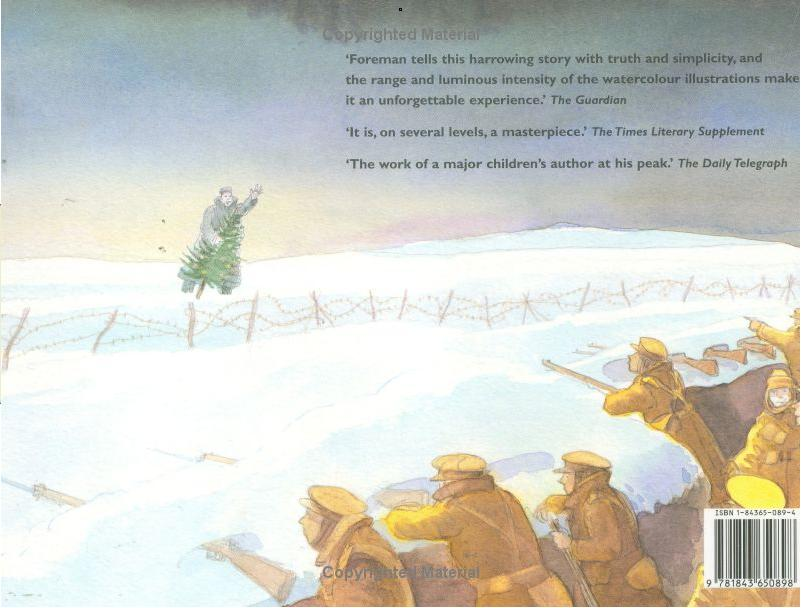 Copyrighted Material
‘Foreman tells this harrowing story with truth and simplicity, and
the range and luminous intensity of the watercolour illustrations make
it an unforgettable experience.’ The Guardian
‘It is, on several levels, a masterpiece.’ The Times Literary Supplement
‘The work of a major children’s author at his peak.’ The Daily Telegraph
ISBN 1-84365-089-4
9 781843 650898
Copyrighted Material